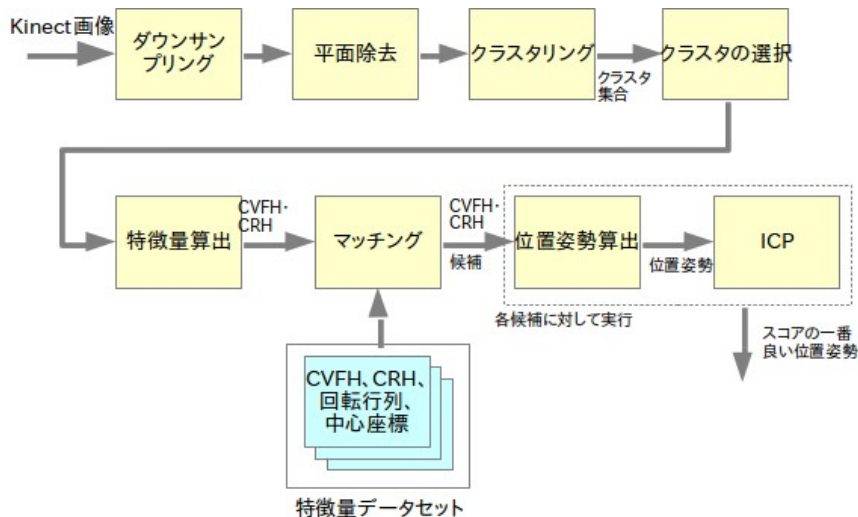 Kinect画像
ダウンサン
プリング
平面除去
クラスタリング
クラスタ
集合
クラスタの選択
特徴量算出
CVFH・
CRH
マッチング
CVFH・
CRH
候補
位置姿勢算出
位置姿勢
ICP
各候補に対して実行
スコアの一番
良い位置姿勢
CVFH、CRH、
回転行列、
中心座標
特徴量データセット